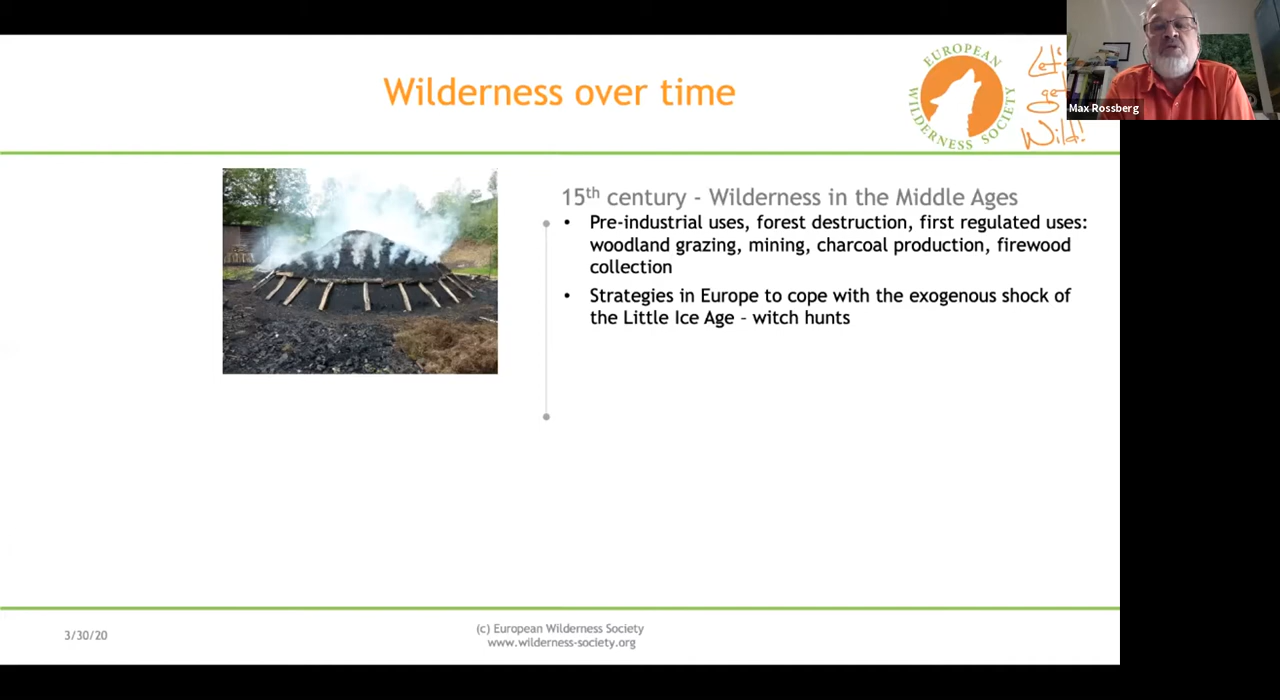 Wilderness over time
EUROPEAN
WILDERNESS SOCIETY
Let's
get
Wild!
Max Rossberg
15th century - Wilderness in the Middle Ages
• Pre-industrial uses, forest destruction, first regulated uses:
woodland grazing, mining, charcoal production, firewood
collection
• Strategies in Europe to cope with the exogenous shock of
the Little Ice Age – witch hunts
3/30/20
(c) European Wilderness Society
www.wilderness-society.org